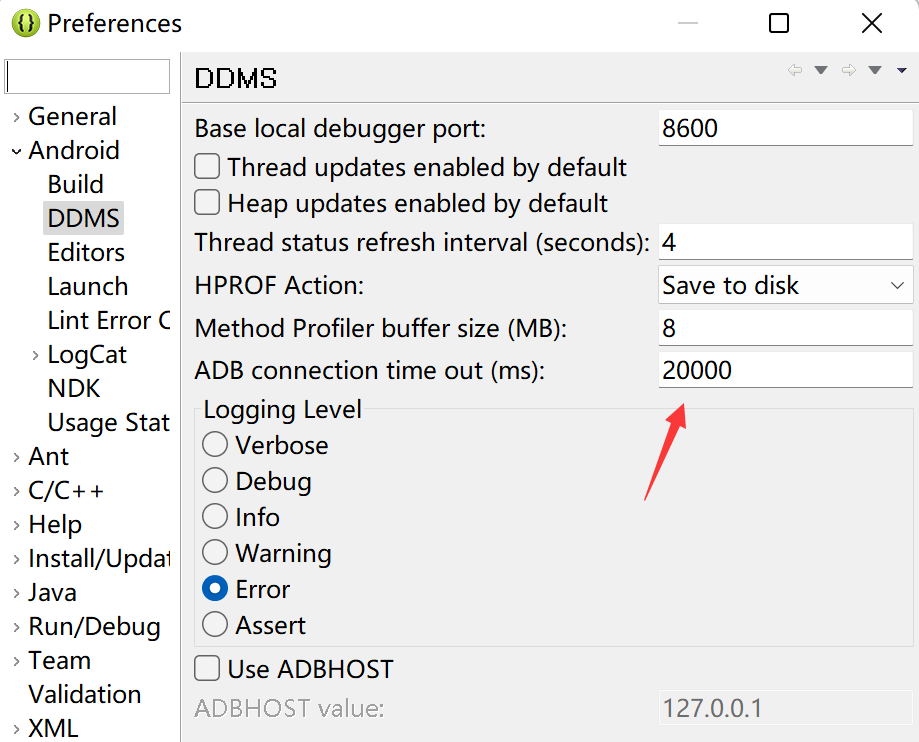 Preferences
DDMS
General
Android
Build
DDMS
Editors
Launch
Lint Error C
LogCat
NDK
Usage Stat
Ant
C/C++
Help
Install/Updat
Java
Run/Debug
Team
Validation
XML
Base local debugger port: 8600
Thread updates enabled by default
Heap updates enabled by default
Thread status refresh interval (seconds): 4
HPROF Action: Save to disk
Method Profiler buffer size (MB): 8
ADB connection time out (ms): 20000
Logging Level
Verbose
Debug
Info
Warning
Error
Assert
Use ADBHOST
ADBHOST value: 127.0.0.1